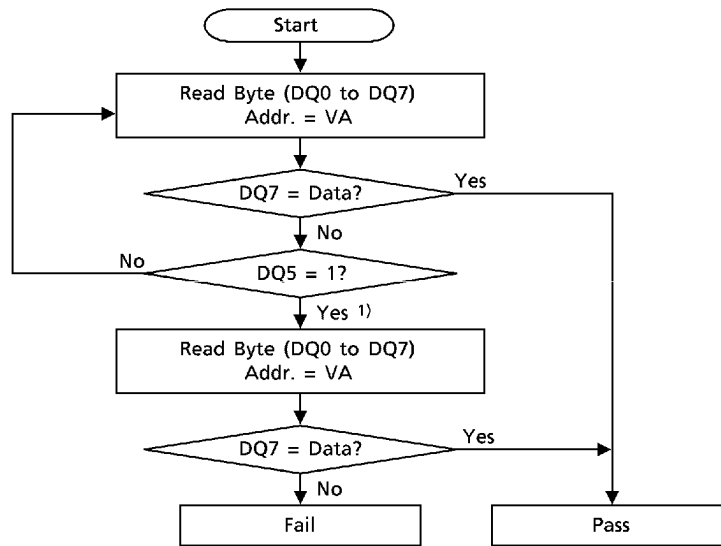 Start
Read Byte (DQ0 to DQ7)
Addr. = VA
DQ7 = Data?
Yes
No
No
DQ5 = 1?
Yes 1)
Read Byte (DQ0 to DQ7)
Addr. = VA
DQ7 = Data?
Yes
No
Fail
Pass